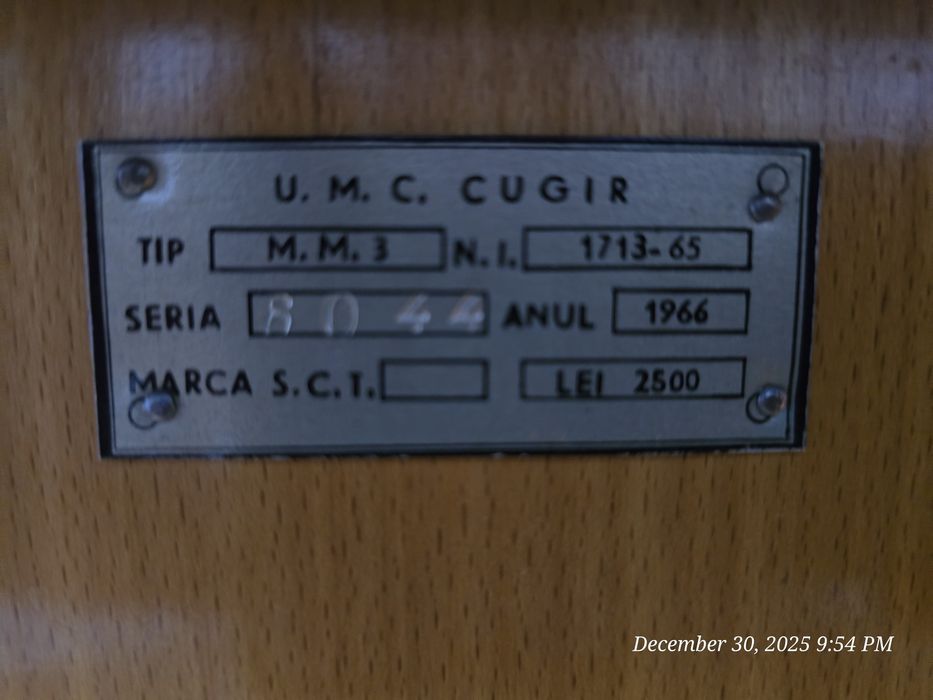 U. M. C. CUGIR
TIP M. M. 3 N. I. 1713-65
SERIA 8044 ANUL 1966
MARCA S.C.T. LEI 2500
December 30, 2025 9:54 PM